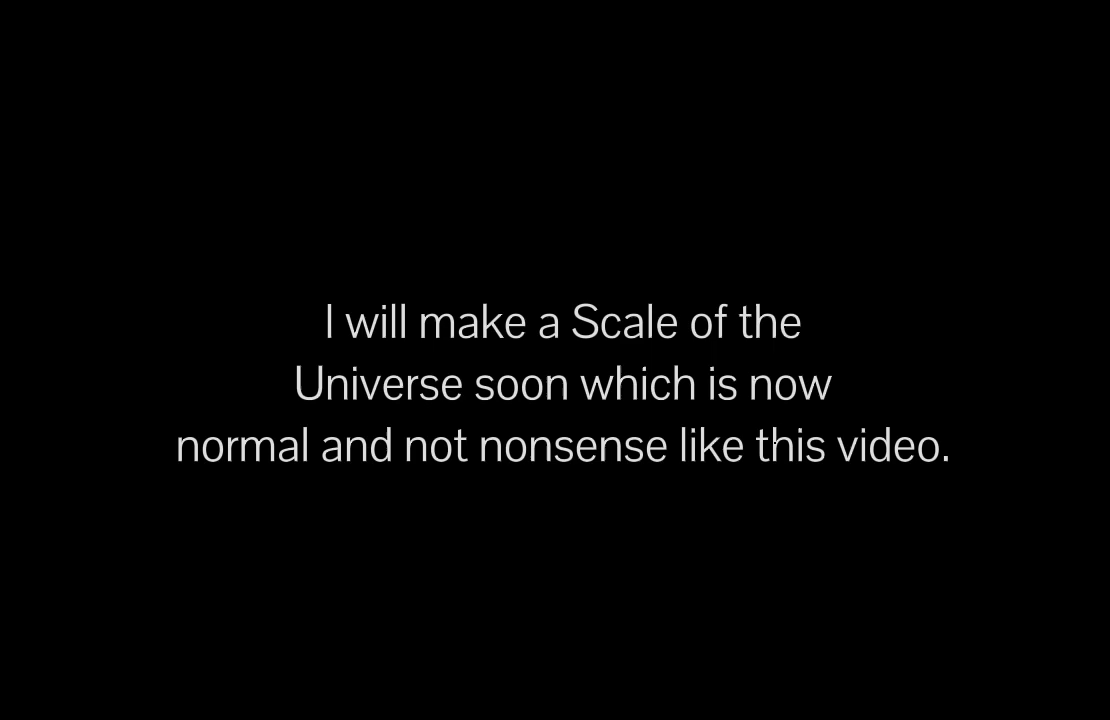 I will make a Scale of the
Universe soon which is now
normal and not nonsense like this video.